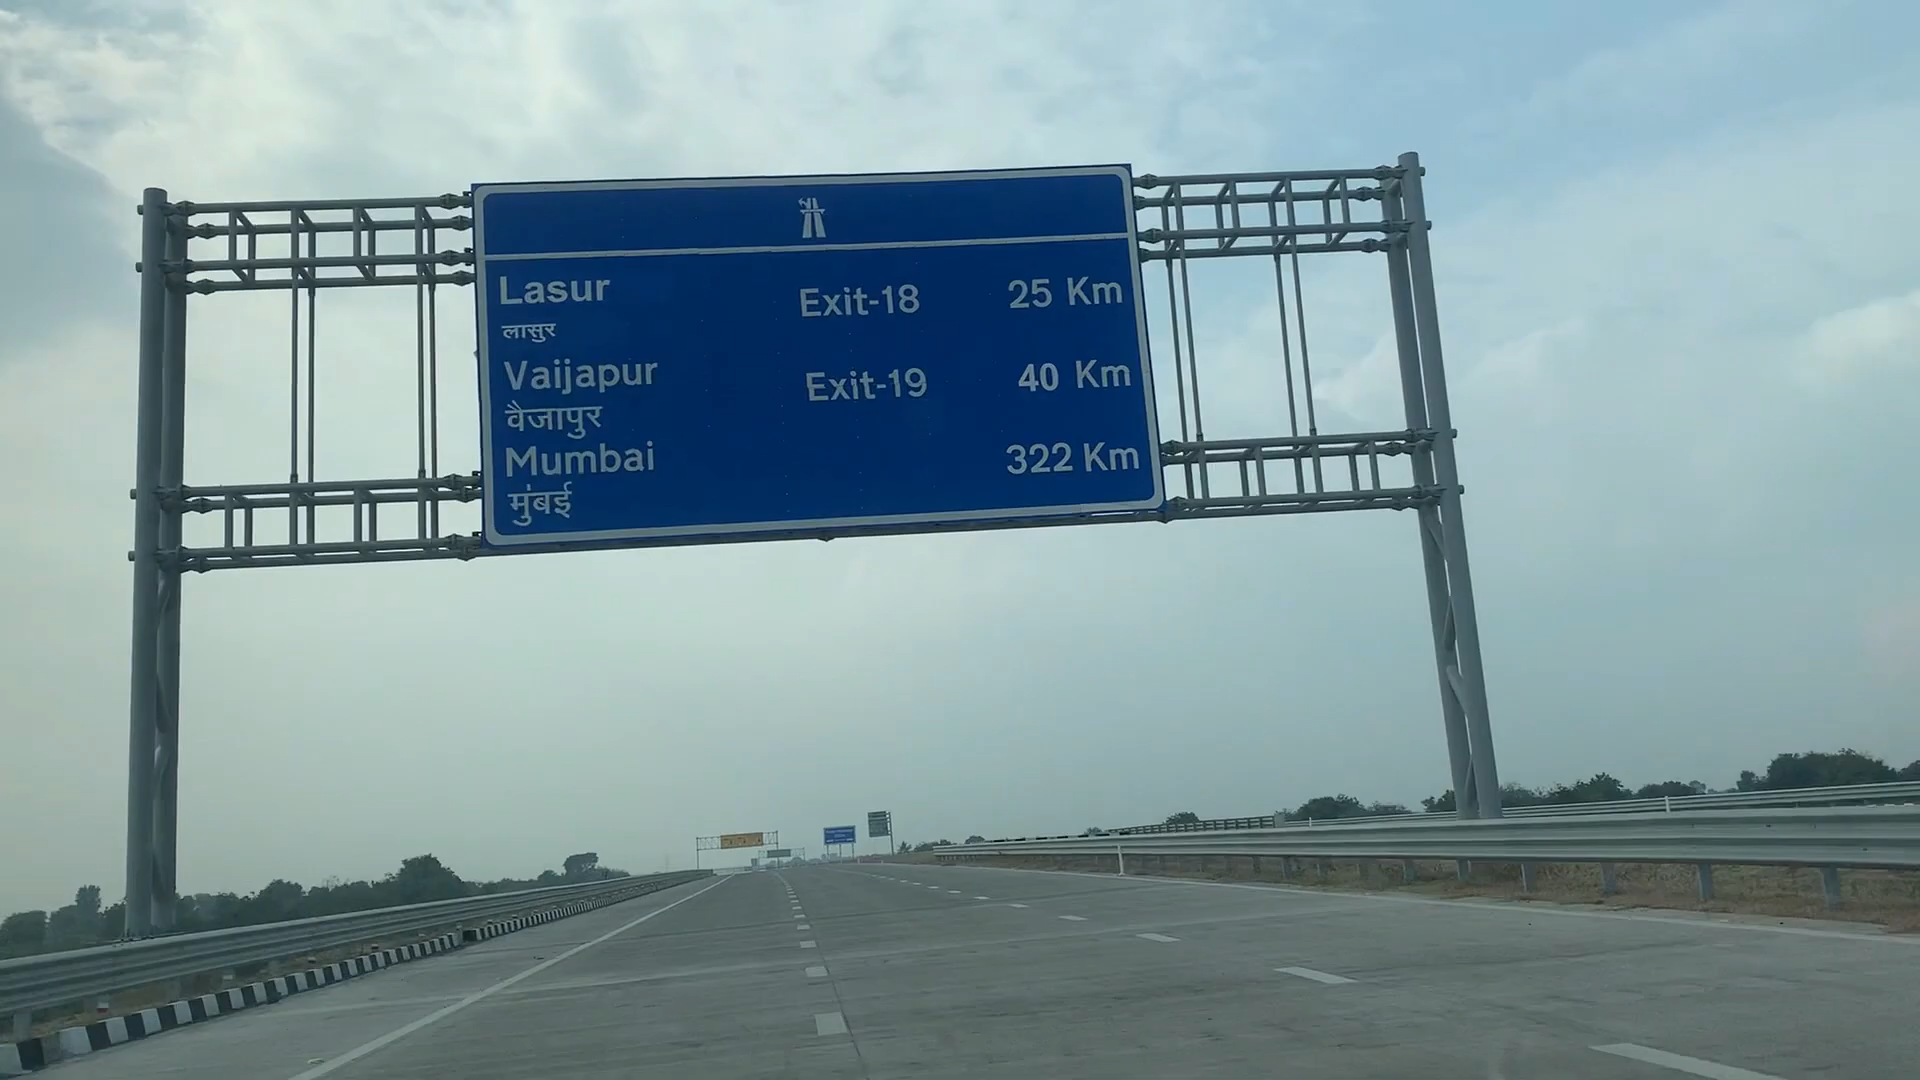 Lasur Exit-18 25 Km
लासुर
Vaijapur Exit-19 40 Km
वैजापुर
Mumbai 322 Km
मुंबई